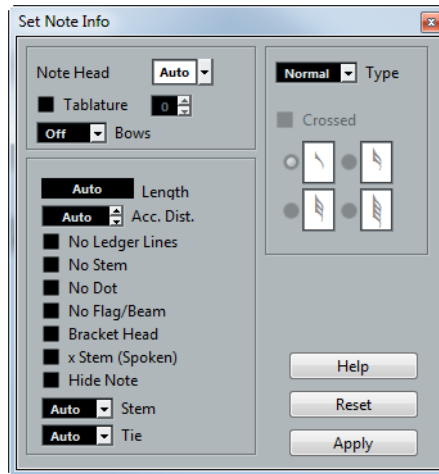 Set Note Info
Note Head Auto
Tablature 0
Off Bows
Auto Length
Auto Acc. Dist.
No Ledger Lines
No Stem
No Dot
No Flag/Beam
Bracket Head
x Stem (Spoken)
Hide Note
Auto Stem
Auto Tie
Normal Type
Crossed
Help
Reset
Apply